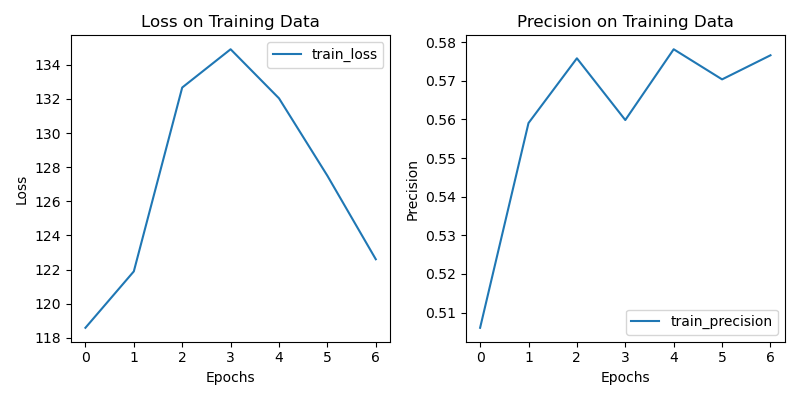 Loss on Training Data
train_loss
134
132
130
128
126
124
122
120
118
Loss
0 1 2 3 4 5 6
Epochs
Precision on Training Data
0.58
0.57
0.56
0.55
0.54
0.53
0.52
0.51
Precision
train_precision
0 1 2 3 4 5 6
Epochs